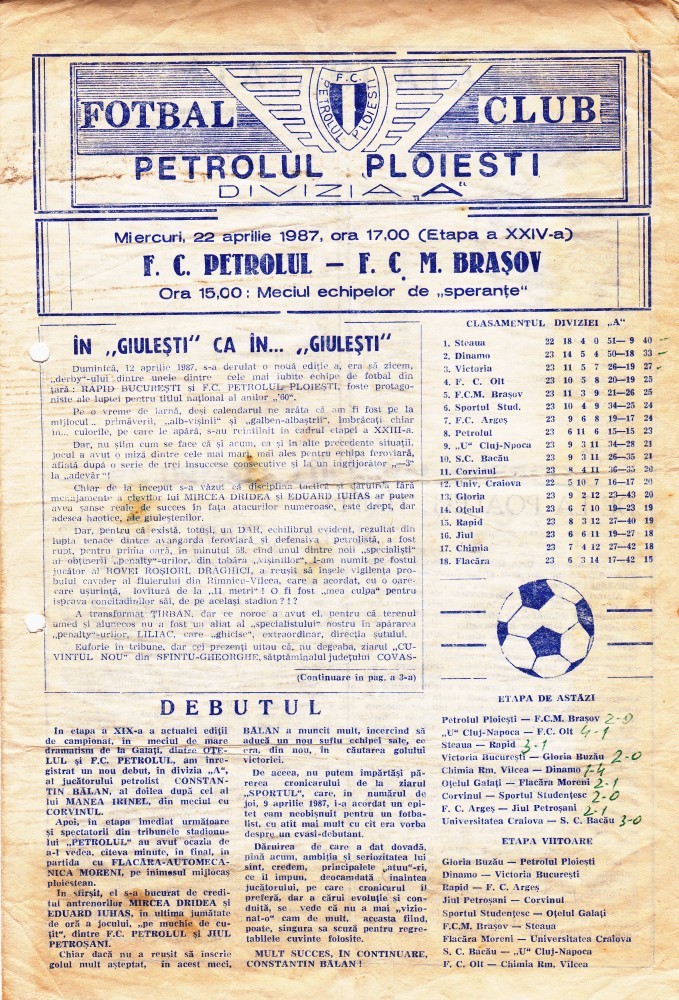 F.C.
PETROLUL PLOIESTI
FOTBAL CLUB
PETROLUL PLOIESTI
DIVIZIA „A“
Miercuri, 22 aprilie 1987, ora 17,00 (Etapa a XXIV-a)
F. C. PETROLUL — F. C. M. BRAŞOV
Ora 15,00 : Meciul echipelor de „speranţe“
ÎN „GIULEŞTI” CA ÎN... „GIULEŞTI”
Duminică, 12 aprilie 1987, s-a derulat o nouă ediţie a, era să zicem,
„derby“-ului dintre unele dintre cele mai iubite echipe de fotbal din
ţară : RAPID BUCUREŞTI şi F.C. PETROLUL PLOIEŞTI, foste protago-
niste ale luptei pentru titlul naţional al anilor „60“.
Pe o vreme de iarnă, deşi calendarul ne arăta că am fi fost pe la
mijlocul primăverii, „alb-vişinii“ şi „galben-albaştrii“, îmbrăcaţi chiar
în... culorile, pe care le apără, s-au reîntîlnit în cadrul etapei a XXIII-a.
Dar, nu ştim cum se face că şi acum, ca şi în alte precedente situaţii,
jocul a avut o miză dintre cele mai mari, mai ales pentru echipa feroviară,
aflată după o serie de trei insuccese consecutive şi la un îngrijorător „—3“
la „adevăr“!
Chiar de la început s-a văzut că disciplina tactică şi dăruirea fără
menajamente a elevilor lui MIRCEA DRIDEA şi EDUARD IUHAS ar putea
avea şanse reale de succes în faţa atacurilor numeroase, este drept, dar
adesea haotice, ale giuleştenilor.
Dar, pentru că există, totuşi, un DAR, echilibrul evident, rezultat din
lupta tenace dintre avangarda feroviară şi defensiva petrolistă, a fost
rupt, pentru prima oară, în minutul 58, cînd unul dintre noii „specialişti“
ai obţinerii „penalty“-urilor, din tabăra „vişiniilor“, l-am numit pe fostul
jucător al ROVEI ROŞIORI, DRAGHICI, a reuşit să înşele vigilenţa pro-
bului cavaler al fluierului din Rîmnicu-Vîlcea, care a acordat, cu o oare-
care uşurinţă, lovitura de la „11 metri“ ! O fi fost „mea culpa“ pentru
isprava concitadinilor săi, de pe acelaşi stadion ? ! ?
A transformat ŢIRBAN, dar ce noroc a avut el, pentru că terenul
umed şi alunecos nu a fost un aliat al „specialistului“ nostru în apărarea
„penalty“-urilor, LILIAC, care „ghicise“, extraordinar, direcţia şutului.
Euforie în tribune, dar cei prezenţi uitau că, nu degeaba, ziarul „CU-
VÎNTUL NOU“ din SFÎNTU-GHEORGHE, săptămînalul judeţului COVAS-
(Continuare în pag. a 3-a)
CLASAMENTUL DIVIZIEI „A“
1. Steaua 22 18 4 0 51— 9 40
2. Dinamo 23 14 5 4 50—18 33
3. Victoria 23 11 5 7 26—19 27
4. F. C. Olt 23 10 5 8 20—19 25
5. F.C.M. Braşov 23 11 3 9 21—26 25
6. Sportul Stud. 23 10 4 9 34—25 24
7. F.C. Argeş 23 9 6 8 19—17 24
8. Petrolul 23 6 11 6 15—15 23
9. „U“ Cluj-Npoca 23 9 3 11 34—28 21
10. S.C. Bacău 23 9 3 11 26—35 21
11. Corvinul 23 8 4 11 36—35 20
12. Univ. Craiova 22 5 10 7 16—17 20
13. Gloria 23 9 2 12 23—43 20
14. Oţelul 23 6 7 10 19—23 19
15. Rapid 23 8 3 12 27—40 19
16. Jiul 23 6 6 11 19—27 18
17. Chimia 23 7 4 12 27—42 18
18. Flacăra 23 6 3 14 17—42 15
DEBUTUL
In etapa a XIX-a a actualei ediţii
de campionat, în meciul de mare
dramatism de la Galaţi, dintre OŢE-
LUL şi F.C. PETROLUL, am înre-
gistrat un nou debut, în divizia „A“,
al jucătorului petrolist CONSTAN-
TIN BĂLAN, al doilea după cel al
lui MANEA IRINEL, din meciul cu
CORVINUL.
Apoi, în etapa imediat următoare
şi spectatorii din tribunele stadionu-
lui „PETROLUL“ au avut ocazia de
a-l vedea, cîteva minute, în final, în
partida cu FLACĂRA-AUTOMECA-
NICA MORENI, pe inimosul mijlocaş
ploieştean.
In sfîrşit, el s-a bucurat de credi-
tul antrenorilor MIRCEA DRIDEA şi
EDUARD IUHAS, în ultima jumătate
de oră a jocului, „pe muchie de cu-
ţit“, dintre F.C. PETROLUL şi JIUL
PETROŞANI.
Chiar dacă nu a reuşit să înscrie
golul mult aşteptat, în acest meci,
BĂLAN a muncit mult, încercînd să
aducă un nou suflu echipei sale, ce
era, din nou, în căutarea golului
victoriei.
De aceea, nu putem împărtăşi pă-
rerea cronicarului de la ziarul
„SPORTUL“, care, în numărul de
joi, 9 aprilie 1987, i-a acordat un epi-
tet cam neobişnuit pentru un fotba-
list, cu atît mai mult cu cît era vorba
despre un cvasi-debutant.
Dăruirea de care a dat dovadă,
pînă acum, ambiţia şi seriozitatea lui
sînt, credem, principalele „atuu“-ri,
ce îl impun, deocamdată înaintea
jucătorului, pe care cronicarul îl
preferă, dar a cărui evoluţie şi con-
duită, se vede că nu a mai „vizio-
nat-o“ cam de mult, aceasta fiind,
poate, singura sa scuză pentru regre-
tabilele cuvinte folosite.
MULT SUCCES, IN CONTINUARE,
CONSTANTIN BĂLAN !
ETAPA DE ASTĂZI
Petrolul Ploieşti — F.C.M. Braşov 2-0
„U“ Cluj-Napoca — F.C. Olt 4-1
Steaua — Rapid 3-1
Victoria Bucureşti — Gloria Buzău 2-0
Chimia Rm. Vîlcea — Dinamo 1-4
Oţelul Galaţi — Flacăra Moreni 2-1
Corvinul — Sportul Studenţesc 2-0
F. C. Argeş — Jiul Petroşani 2-1
Universitatea Craiova — S. C. Bacău 3-0
ETAPA VIITOARE
Gloria Buzău — Petrolul Ploieşti
Dinamo — Victoria Bucureşti
Rapid — F. C. Argeş
Jiul Petroşani — Corvinul
Sportul Studenţesc — Oţelul Galaţi
F.C.M. Braşov — Steaua
Flacăra Moreni — Universitatea Craiova
S. C. Bacău — „U“ Cluj-Napoca
F. C. Olt — Chimia Rm. Vîlcea